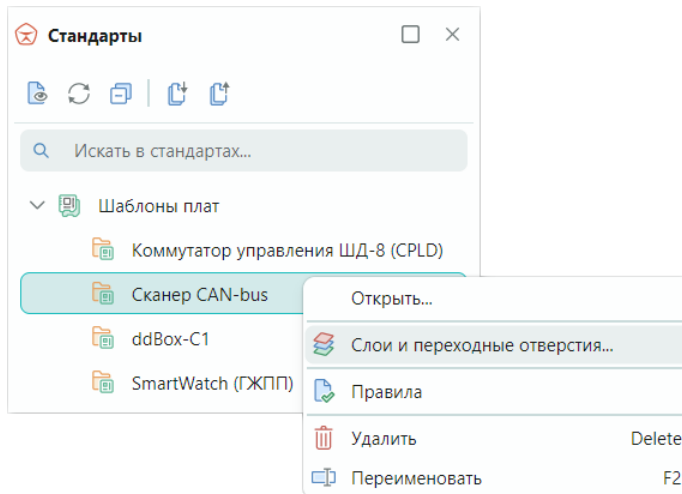 Стандарты
Искать в стандартах...
Шаблоны плат
Коммутатор управления ШД-8 (CPLD)
Сканер CAN-bus
ddBox-C1
SmartWatch (ГЖПП)
Открыть...
Слои и переходные отверстия...
Правила
Удалить Delete
Переименовать F2